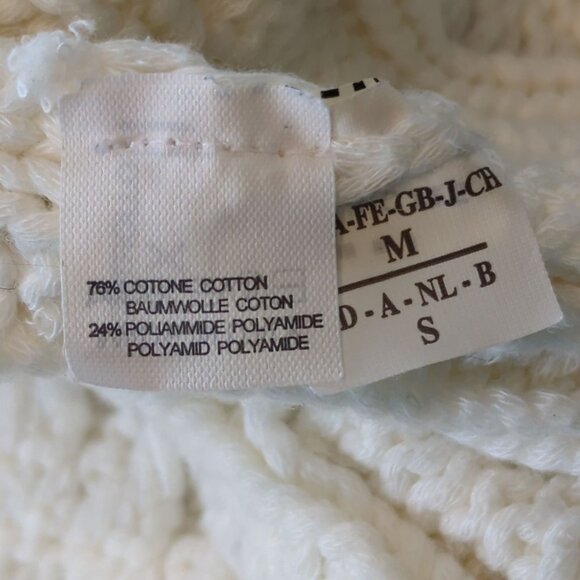 76% COTONE COTTON
BAUMWOLLE COTON
24% POLIAMMIDE POLYAMIDE
POLYAMID POLYAMIDE
A-FE-GB-J-CH
M
D - A - NL - B
S